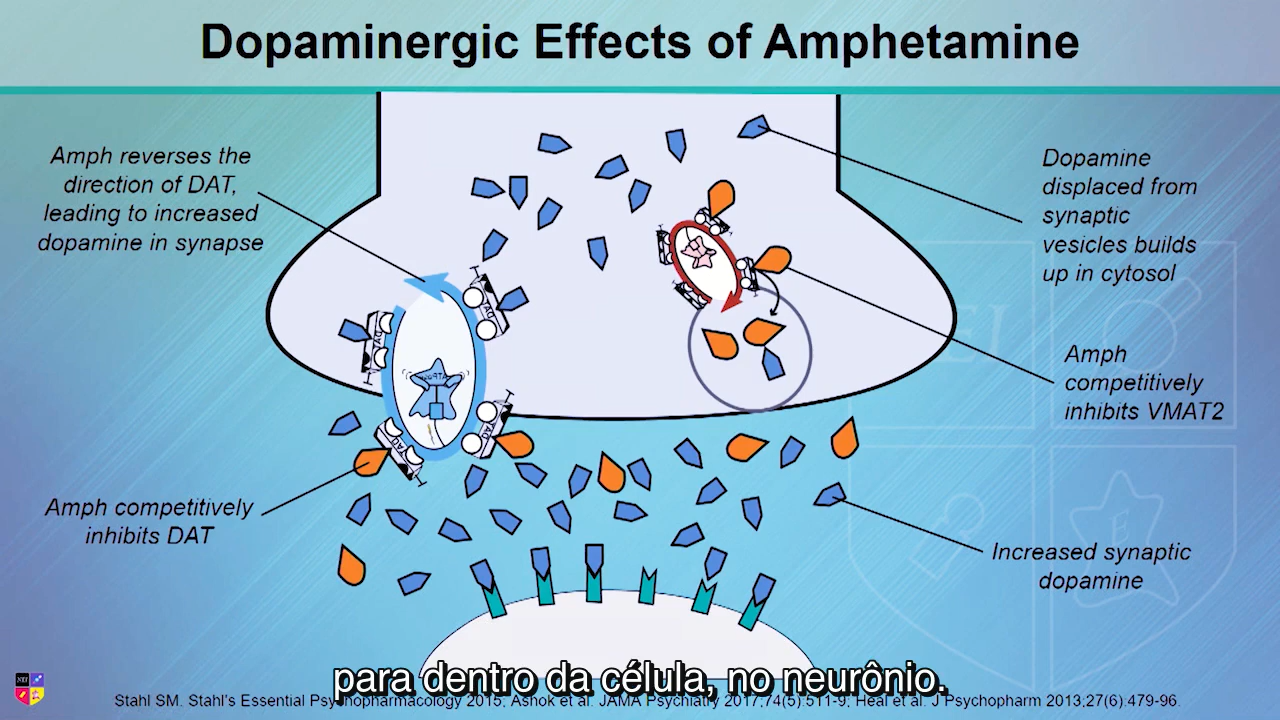 Dopaminergic Effects of Amphetamine
Amph reverses the
direction of DAT,
leading to increased
dopamine in synapse
Dopamine
displaced from
synaptic
vesicles builds
up in cytosol
Amph
competitively
inhibits VMAT2
Amph competitively
inhibits DAT
Increased synaptic
dopamine
para dentro da célula, no neurônio.
Stahl SM. Stahl's Essential Psychopharmacology 2015; Ashok et al. JAMA Psychiatry 2017;74(5):511-9; Heal et al. J Psychopharm 2013;27(6):479-96.